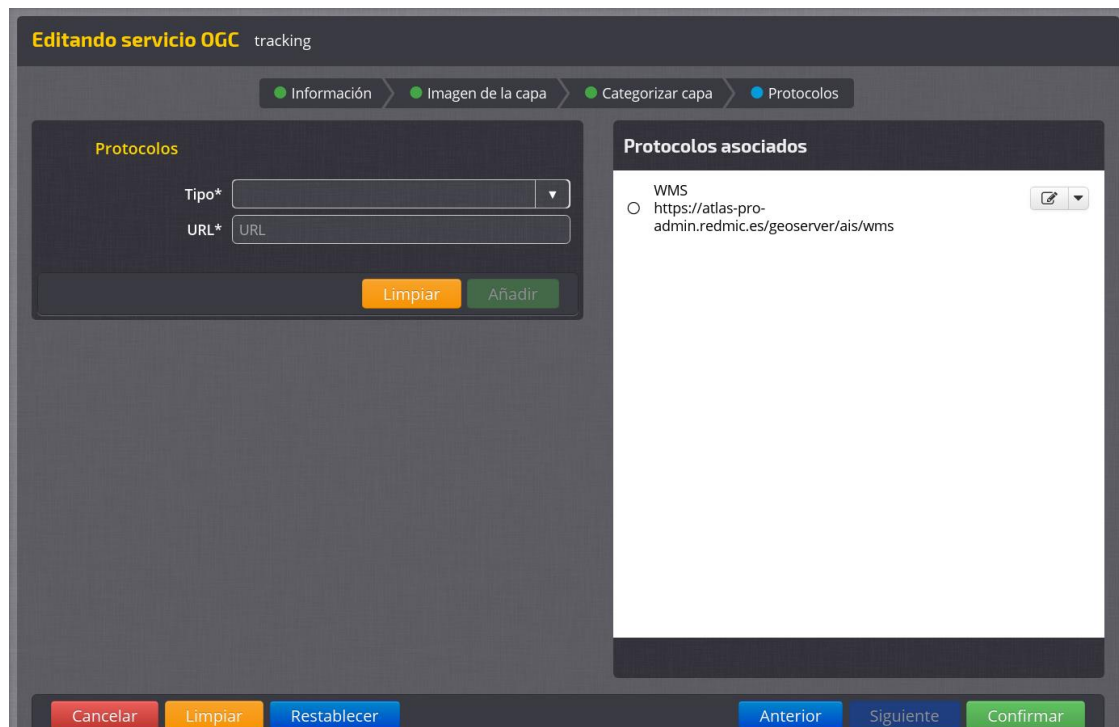 Editando servicio OGC tracking
Información Imagen de la capa Categorizar capa Protocolos
Protocolos
Tipo*
URL* URL
Limpiar Añadir
Protocolos asociados
WMS
https://atlas-pro-
admin.redmic.es/geoserver/ais/wms
Cancelar Limpiar Restablecer Anterior Siguiente Confirmar